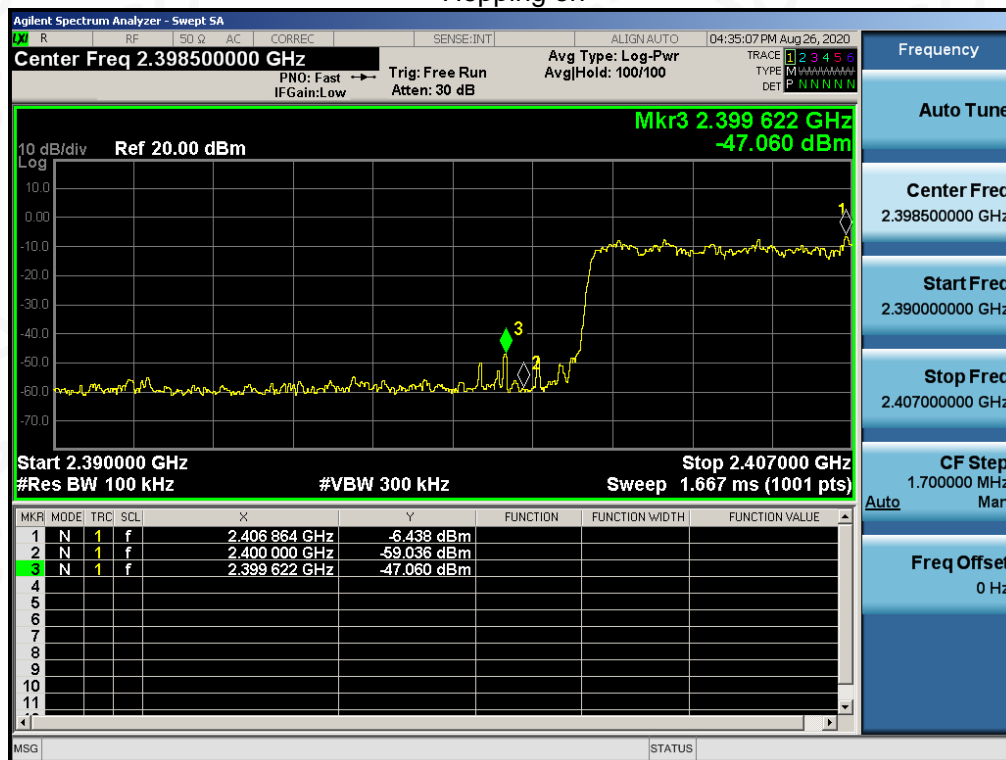 Hopping on
Agilent Spectrum Analyzer - Swept SA
LXI R RF 50 Ω AC CORREC SENSE:INT ALIGN AUTO 04:35:07 PM Aug 26, 2020
Center Freq 2.398500000 GHz
PNO: Fast
IFGain:Low
Trig: Free Run
Atten: 30 dB
Avg Type: Log-Pwr
Avg|Hold: 100/100
TRACE 1 2 3 4 5 6
TYPE M WWWWW
DET P N N N N N
Mkr3 2.399 622 GHz
-47.060 dBm
10 dB/div Ref 20.00 dBm
Log
10.0
0.00
-10.0
-20.0
-30.0
-40.0
-50.0
-60.0
-70.0
1
3
2
Start 2.390000 GHz Stop 2.407000 GHz
#Res BW 100 kHz #VBW 300 kHz Sweep 1.667 ms (1001 pts)
MKR MODE TRC SCL X Y FUNCTION FUNCTION WIDTH FUNCTION VALUE
1 N 1 f 2.406 864 GHz -6.438 dBm
2 N 1 f 2.400 000 GHz -59.036 dBm
3 N 1 f 2.399 622 GHz -47.060 dBm
4
5
6
7
8
9
10
11
MSG STATUS
Frequency
Auto Tune
Center Freq
2.398500000 GHz
Start Freq
2.390000000 GHz
Stop Freq
2.407000000 GHz
CF Step
1.700000 MHz
Auto Man
Freq Offset
0 Hz